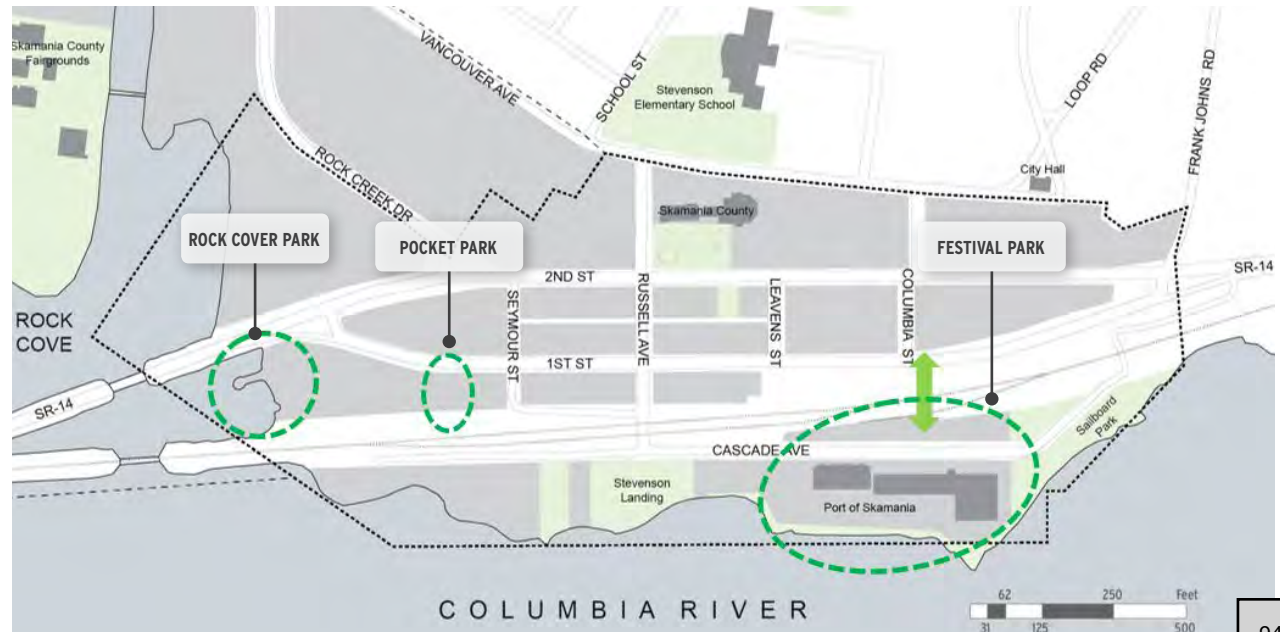 Skamania County
Fairgrounds
VANCOUVER AVE
SCHOOL ST
Stevenson
Elementary School
LOOP RD
FRANK JOHNS RD
City Hall
ROCK CREEK DR
Skamania County
ROCK COVER PARK
POCKET PARK
FESTIVAL PARK
2ND ST
SR-14
SEYMOUR ST
RUSSELL AVE
LEAVENS ST
COLUMBIA ST
ROCK
COVE
1ST ST
SR-14
Sailboard
Park
CASCADE AVE
Stevenson
Landing
Port of Skamania
COLUMBIA RIVER
62 250 Feet
31 125 500